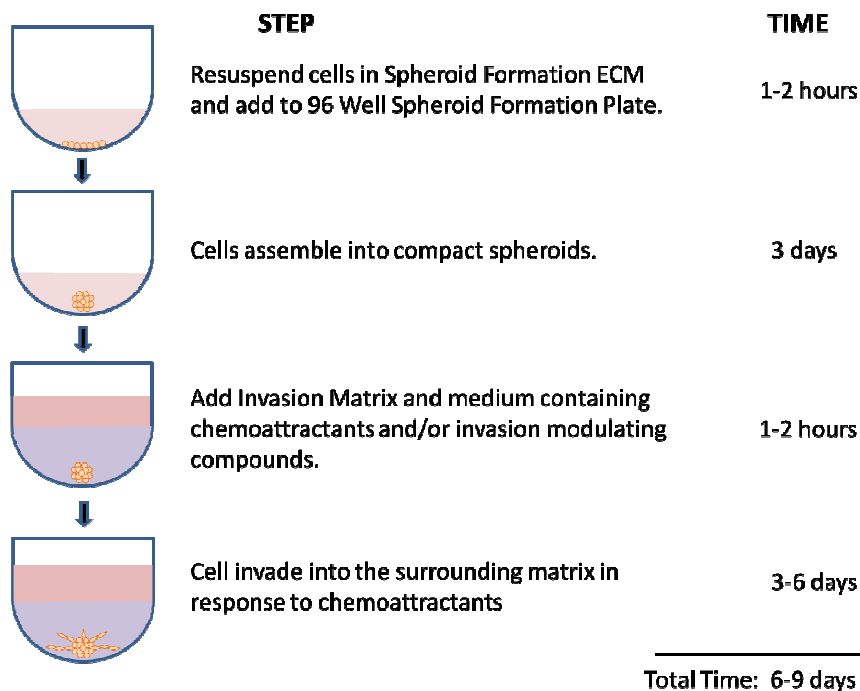 STEP TIME
Resuspend cells in Spheroid Formation ECM
and add to 96 Well Spheroid Formation Plate.
1-2 hours
Cells assemble into compact spheroids.
3 days
Add Invasion Matrix and medium containing
chemoattractants and/or invasion modulating
compounds.
1-2 hours
Cell invade into the surrounding matrix in
response to chemoattractants
3-6 days
Total Time: 6-9 days